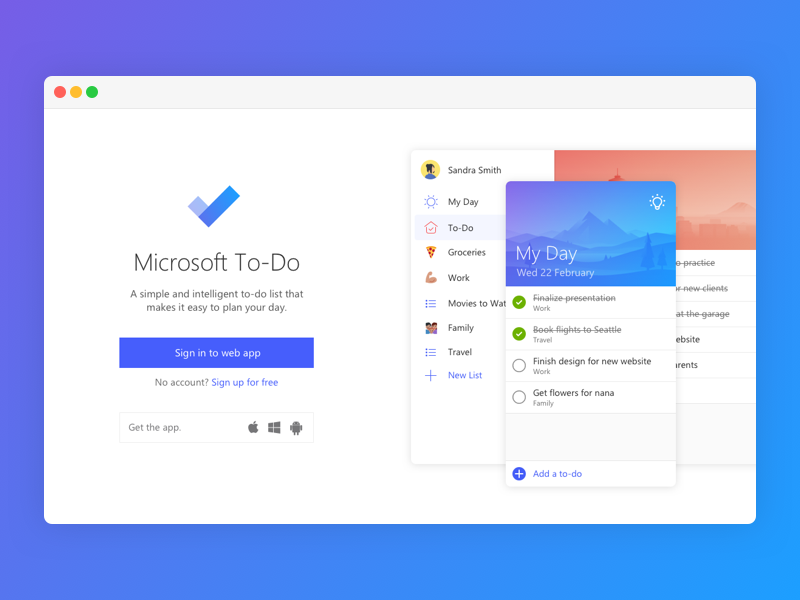 Microsoft To-Do
A simple and intelligent to-do list that
makes it easy to plan your day.
Sign in to web app
No account? Sign up for free
Get the app.
Sandra Smith
My Day
To-Do
Groceries
Work
Movies to Wat
Family
Travel
New List
My Day
Wed 22 February
Finalize presentation
Work
Book flights to Seattle
Travel
Finish design for new website
Work
Get flowers for nana
Family
Add a to-do
o practice
or new clients
at the garage
ebsite
arents